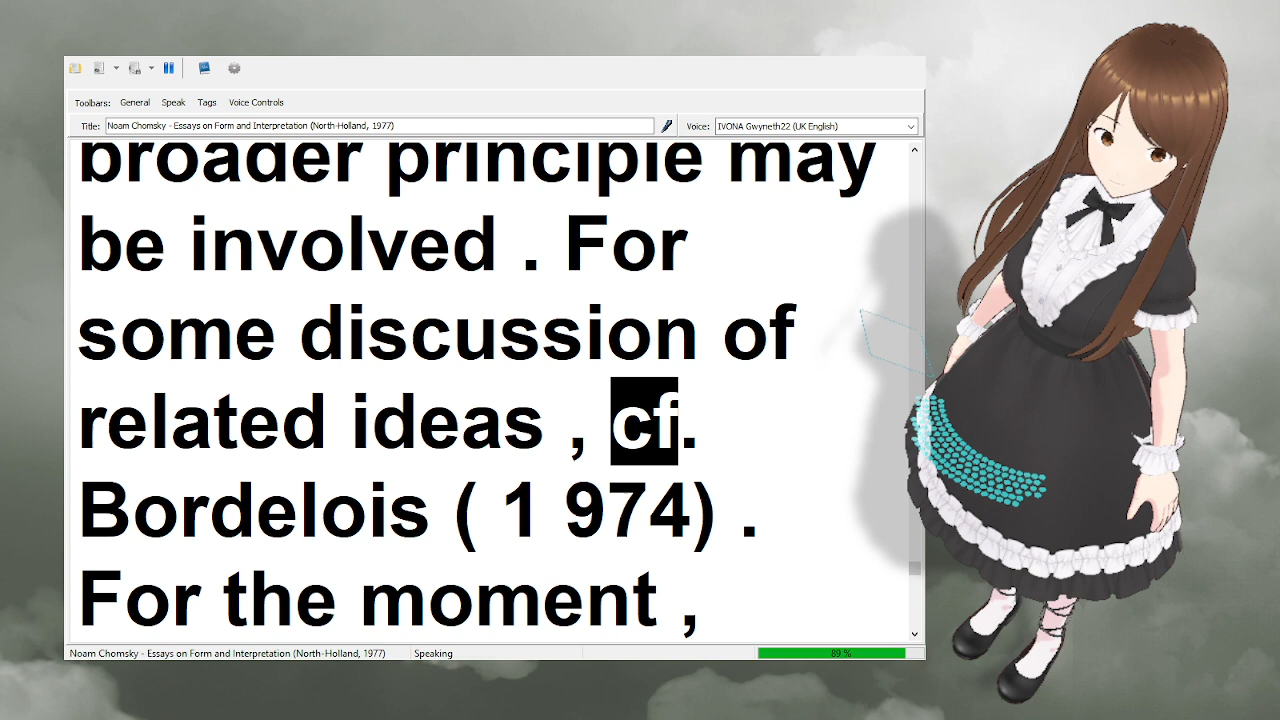 Toolbars: General Speak Tags Voice Controls
Title: Noam Chomsky - Essays on Form and Interpretation (North-Holland, 1977) Voice: IVONA Gwyneth22 (UK English)
broader principle may
be involved . For
some discussion of
related ideas , cf.
Bordelois ( 1 974) .
For the moment ,
Noam Chomsky - Essays on Form and Interpretation (North-Holland, 1977) Speaking 89 %